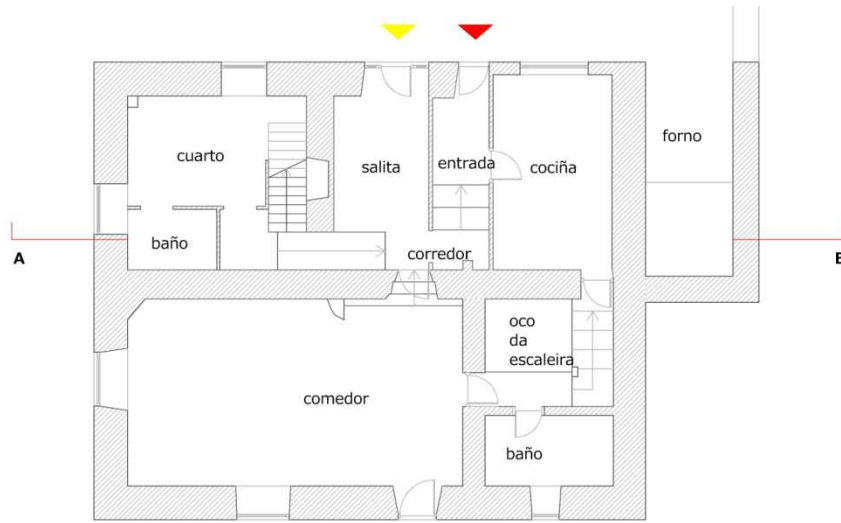 forno
cuarto
salita
entrada
cociña
baño
corredor
A
B
oco
da
escaleira
comedor
baño